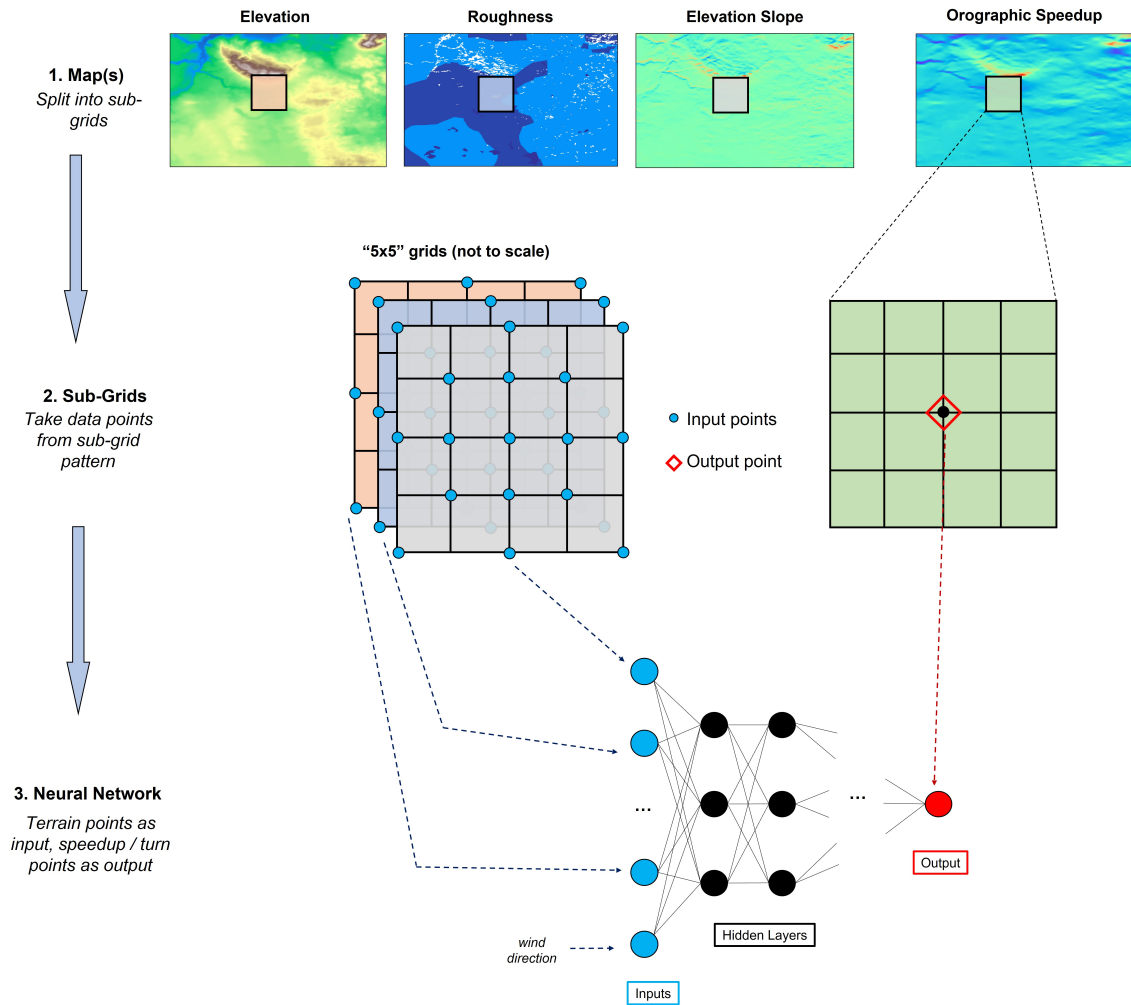 Elevation
Roughness
Elevation Slope
Orographic Speedup
1. Map(s)
Split into sub-
grids
“5x5” grids (not to scale)
2. Sub-Grids
Take data points
from sub-grid
pattern
Input points
Output point
3. Neural Network
Terrain points as
input, speedup / turn
points as output
...
...
Output
Hidden Layers
wind
direction
Inputs